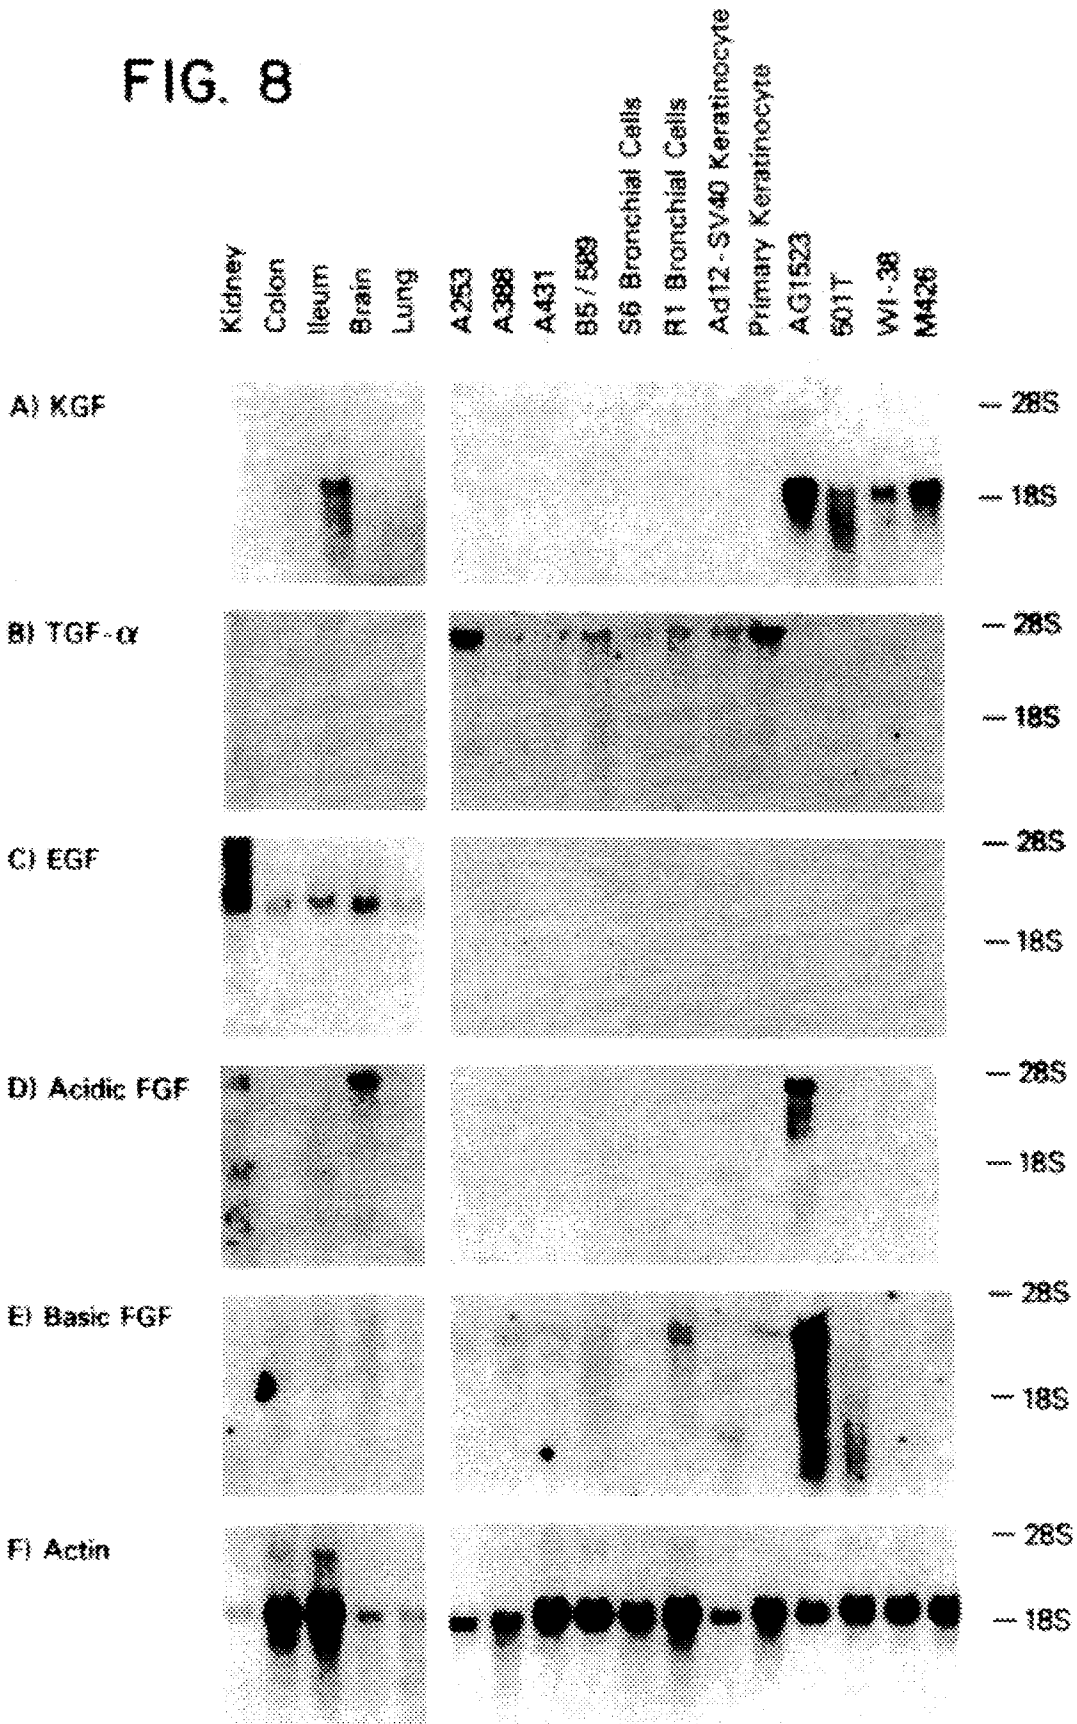 FIG. 8
Kidney
Colon
Ileum
Brain
Lung
A253
A388
A431
B5/589
S6 Bronchial Cells
R1 Bronchial Cells
Ad12-SV40 Keratinocyte
Primary Keratinocyte
AG1523
501T
WI-38
M426
A) KGF
28S
18S
B) TGF-α
28S
18S
C) EGF
28S
18S
D) Acidic FGF
28S
18S
E) Basic FGF
28S
18S
F) Actin
28S
18S